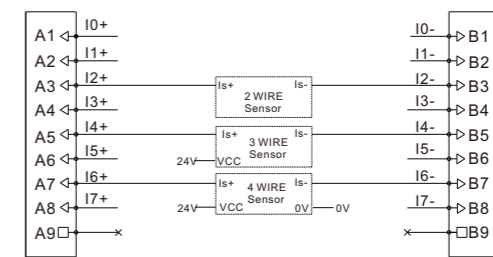 A1 I0+ I0- B1
A2 I1+ I1- B2
A3 I2+ Is+ Is- I2- B3
2 WIRE
Sensor
A4 I3+ I3- B4
A5 I4+ Is+ Is- I4- B5
3 WIRE
Sensor
A6 I5+ 24V VCC I5- B6
A7 I6+ Is+ Is- I6- B7
4 WIRE
Sensor
A8 I7+ 24V VCC 0V 0V I7- B8
A9 B9